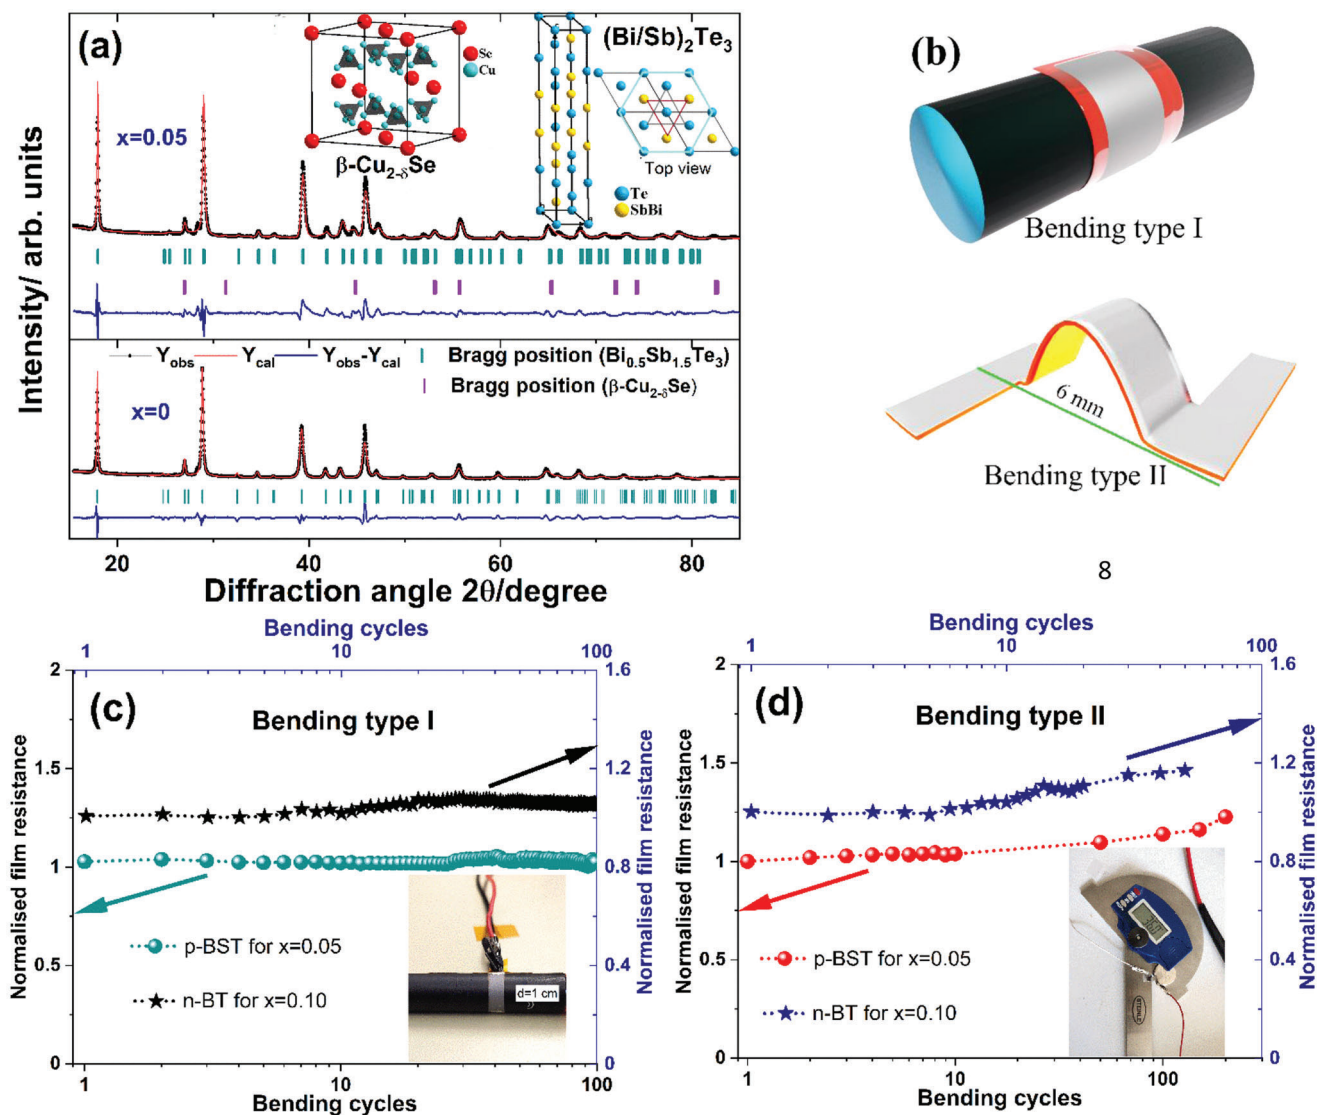 (a)
Se
Cu
β-Cu2-δSe
(Bi/Sb)2Te3
Top view
Te
SbBi
x=0.05
Yobs Ycal Yobs-Ycal Bragg position (Bi0.5Sb1.5Te3)
Bragg position (β-Cu2-δSe)
x=0
Intensity/ arb. units
20 40 60 80
Diffraction angle 2θ/degree
(b)
Bending type I
6 mm
Bending type II
8
Bending cycles
1 10 100
(c)
Bending type I
2
1.5
1
0.5
0
Normalised film resistance
1.6
1.2
0.8
0.4
0
Normalised film resistance
p-BST for x=0.05
n-BT for x=0.10
d=1 cm
1 10 100
Bending cycles
Bending cycles
1 10 100
(d)
Bending type II
2
1.5
1
0.5
0
Normalised film resistance
1.6
1.2
0.8
0.4
0
Normalised film resistance
p-BST for x=0.05
n-BT for x=0.10
1 10 100
Bending cycles